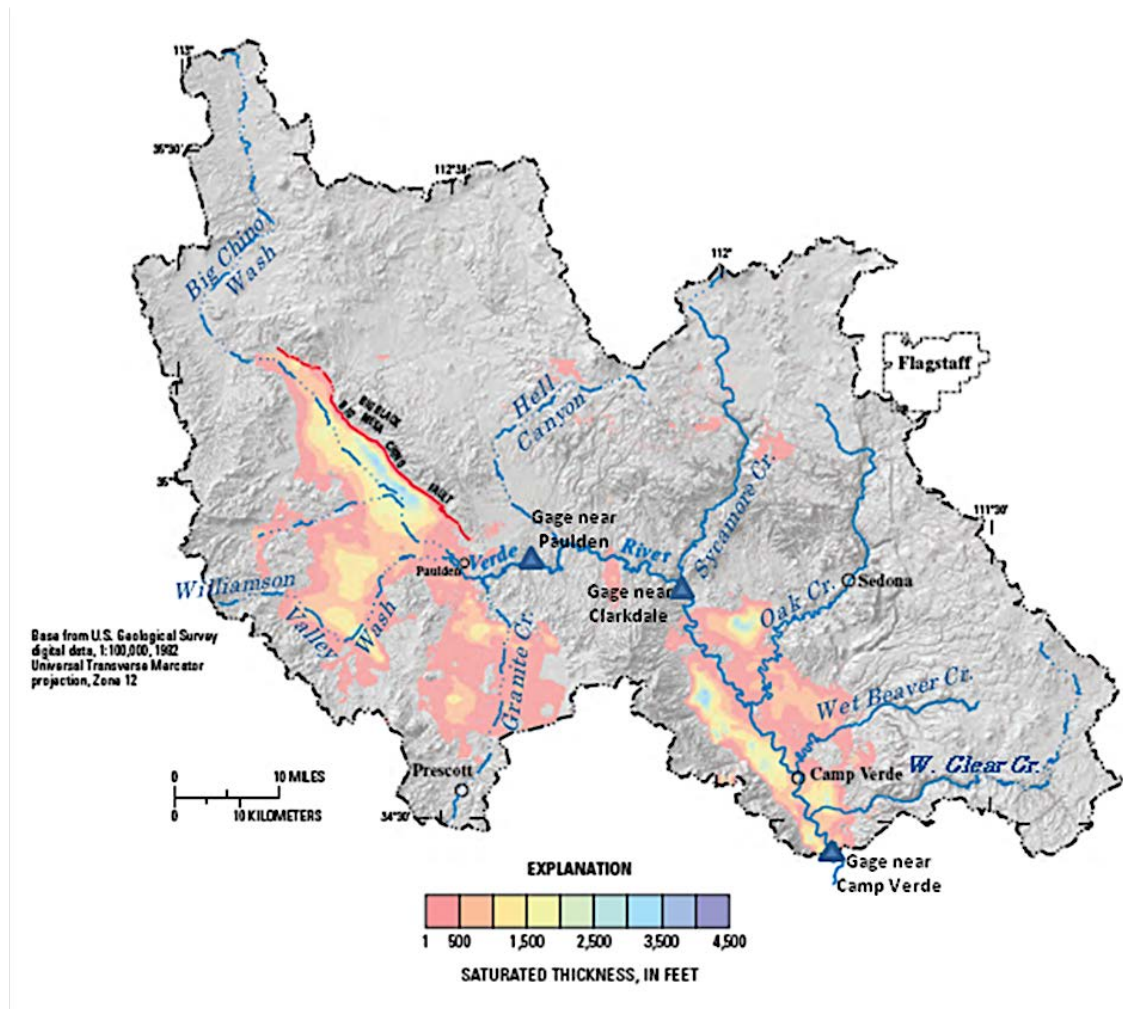 113°
35°30'
112°30'
112°
Big Chino
Wash
Flagstaff
Hell
Canyon
BIG BLACK
MESA
FAULT
35°
111°30'
Sycamore Cr.
Gage near
Paulden
Verde
River
Paulden
Gage near
Clarkdale
Oak Cr.
Sedona
Williamson
Valley
Wash
Base from U.S. Geological Survey
digital data, 1:100,000, 1982
Universal Transverse Mercator
projection, Zone 12
Granite Cr.
Wet Beaver Cr.
Prescott
Camp Verde
W. Clear Cr.
0 10 MILES
0 10 KILOMETERS
34°30'
Gage near
Camp Verde
EXPLANATION
1 500 1,500 2,500 3,500 4,500
SATURATED THICKNESS, IN FEET